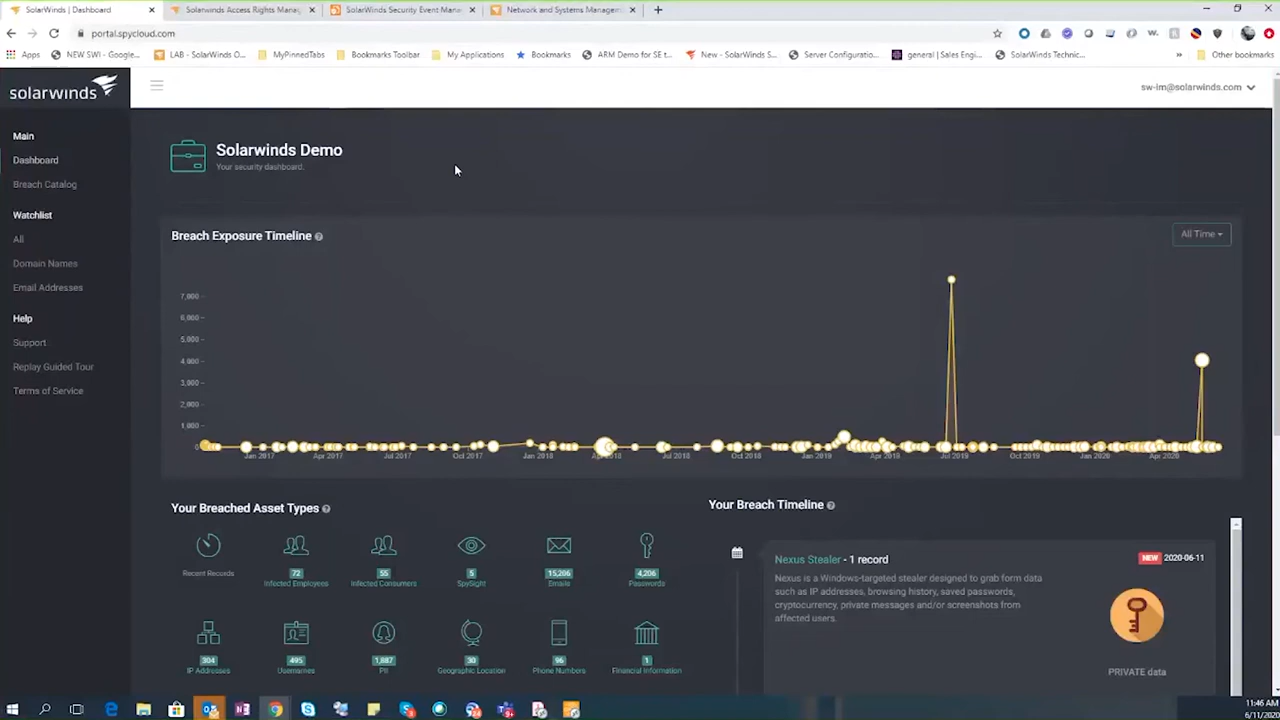 SolarWinds | Dashboard
Solarwinds Access Rights Manag
SolarWinds Security Event Mane
Network and Systems Managem
portal.spycloud.com
Apps
NEW SWI - Google...
LAB - SolarWinds O...
MyPinnedTabs
Bookmarks Toolbar
My Applications
Bookmarks
ARM Demo for SE t...
New - SolarWinds S...
Server Configuratio...
general | Sales Engi...
SolarWinds Technic...
Other bookmarks
solarwinds
sw-im@solarwinds.com
Main
Dashboard
Breach Catalog
Watchlist
All
Domain Names
Email Addresses
Help
Support
Replay Guided Tour
Terms of Service
Solarwinds Demo
Your security dashboard.
Breach Exposure Timeline
All Time
7,000
6,000
5,000
4,000
3,000
2,000
1,000
0
Jan 2017
Apr 2017
Jul 2017
Oct 2017
Jan 2018
Apr 2018
Jul 2018
Oct 2018
Jan 2019
Apr 2019
Jul 2019
Oct 2019
Jan 2020
Apr 2020
Your Breached Asset Types
Recent Records
72
Infected Employees
55
Infected Consumers
5
SpySight
15,206
Emails
4,206
Passwords
304
IP Addresses
495
Usernames
1,887
PII
30
Geographic Location
96
Phone Numbers
1
Financial Information
Your Breach Timeline
Nexus Stealer - 1 record
NEW 2020-06-11
Nexus is a Windows-targeted stealer designed to grab form data
such as IP addresses, browsing history, saved passwords,
cryptocurrency, private messages and/or screenshots from
affected users.
PRIVATE data
11:46 AM
6/11/2020